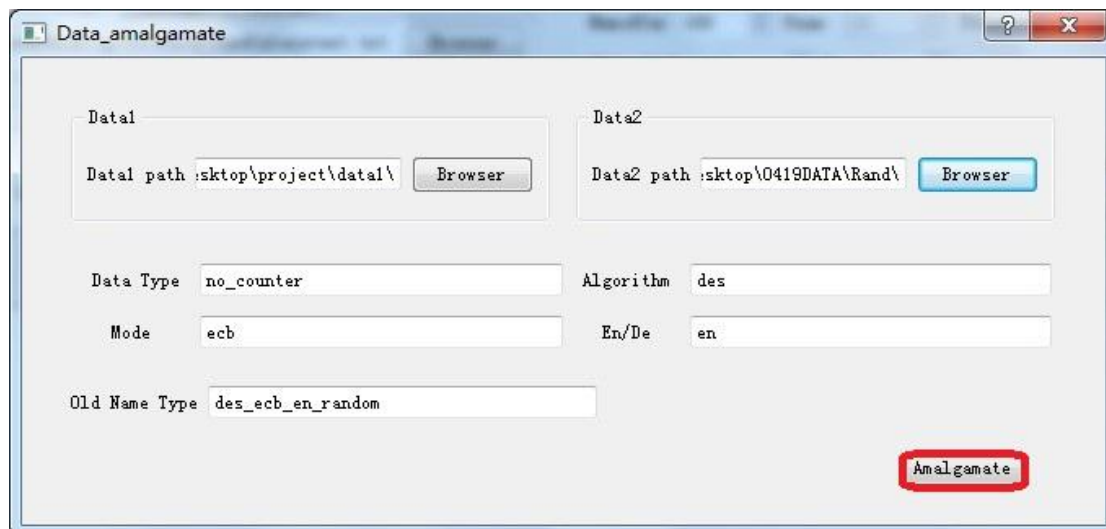 Data_amalgamate
Data1
Data2
Data1 path sktop\project\data1\ Browser
Data2 path sktop\0419DATA\Rand\ Browser
Data Type no_counter
Algorithm des
Mode ecb
En/De en
Old Name Type des_ecb_en_random
Amalgamate